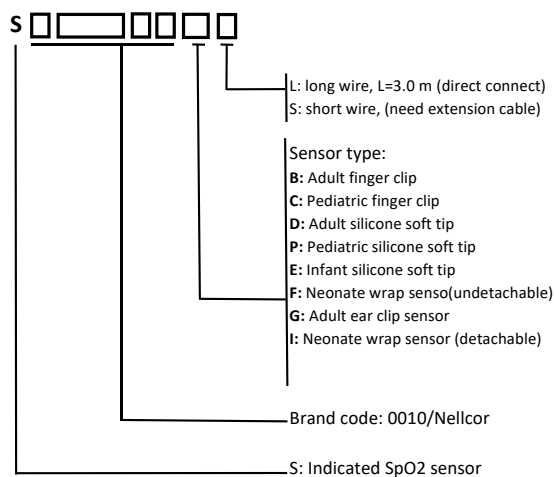 S
L: long wire, L=3.0 m (direct connect)
S: short wire, (need extension cable)
Sensor type:
B: Adult finger clip
C: Pediatric finger clip
D: Adult silicone soft tip
P: Pediatric silicone soft tip
E: Infant silicone soft tip
F: Neonate wrap senso(undetachable)
G: Adult ear clip sensor
I: Neonate wrap sensor (detachable)
Brand code: 0010/Nellcor
S: Indicated SpO2 sensor